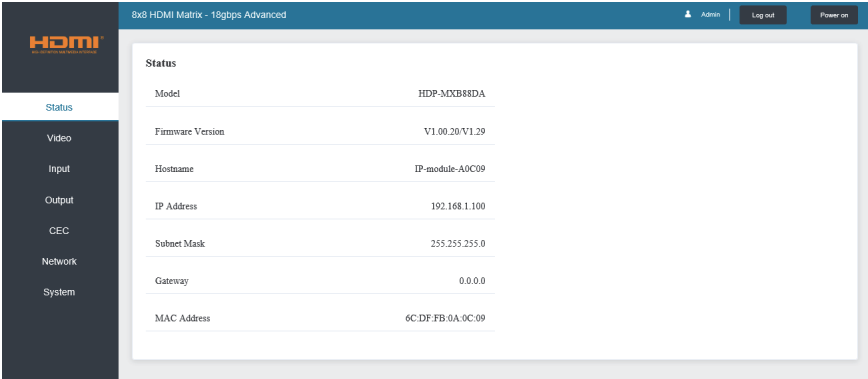 8x8 HDMI Matrix - 18gbps Advanced
Admin
Log out
Power on
HDMI®
Status
Video
Input
Output
CEC
Network
System
Status
Model HDP-MXB88DA
Firmware Version V1.00.20/V1.29
Hostname IP-module-A0C09
IP Address 192.168.1.100
Subnet Mask 255.255.255.0
Gateway 0.0.0.0
MAC Address 6C:DF:FB:0A:0C:09